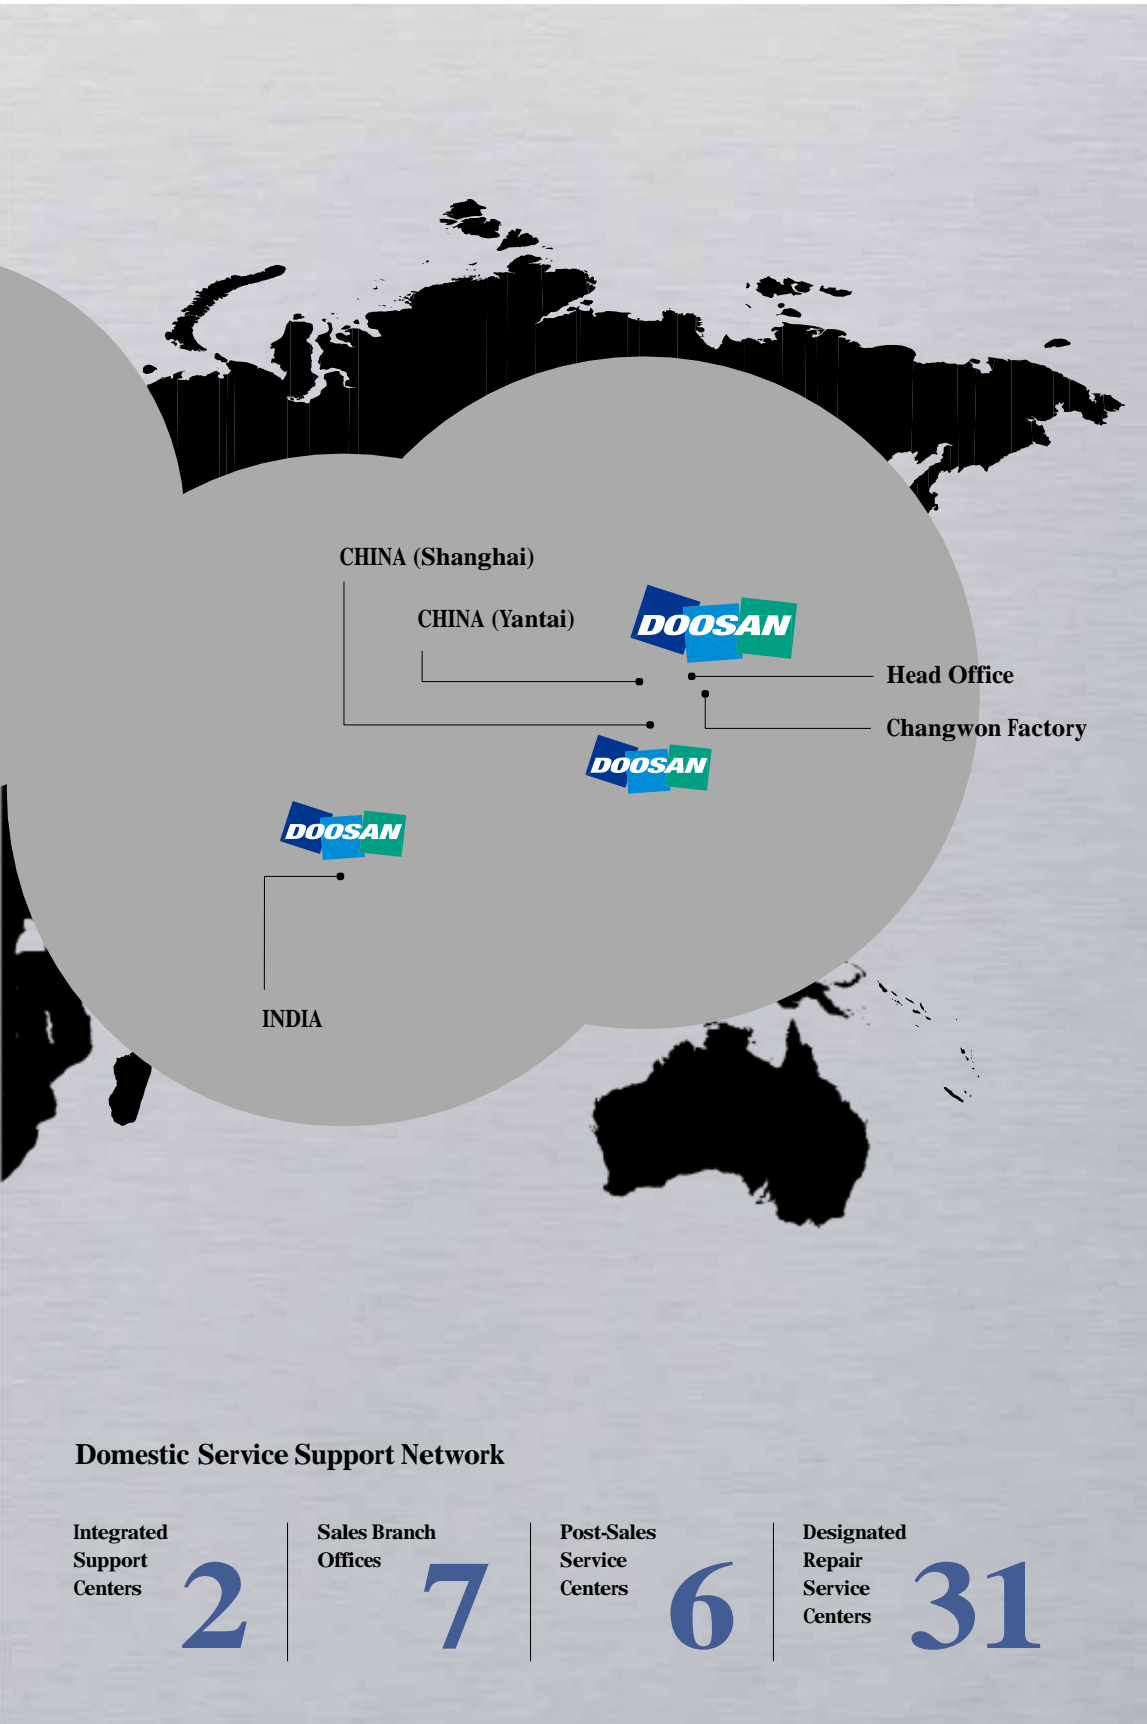 CHINA (Shanghai)
CHINA (Yantai)
DOOSAN
Head Office
Changwon Factory
DOOSAN
DOOSAN
INDIA
Domestic Service Support Network
Integrated
Support
Centers
2
Sales Branch
Offices
7
Post-Sales
Service
Centers
6
Designated
Repair
Service
Centers
31